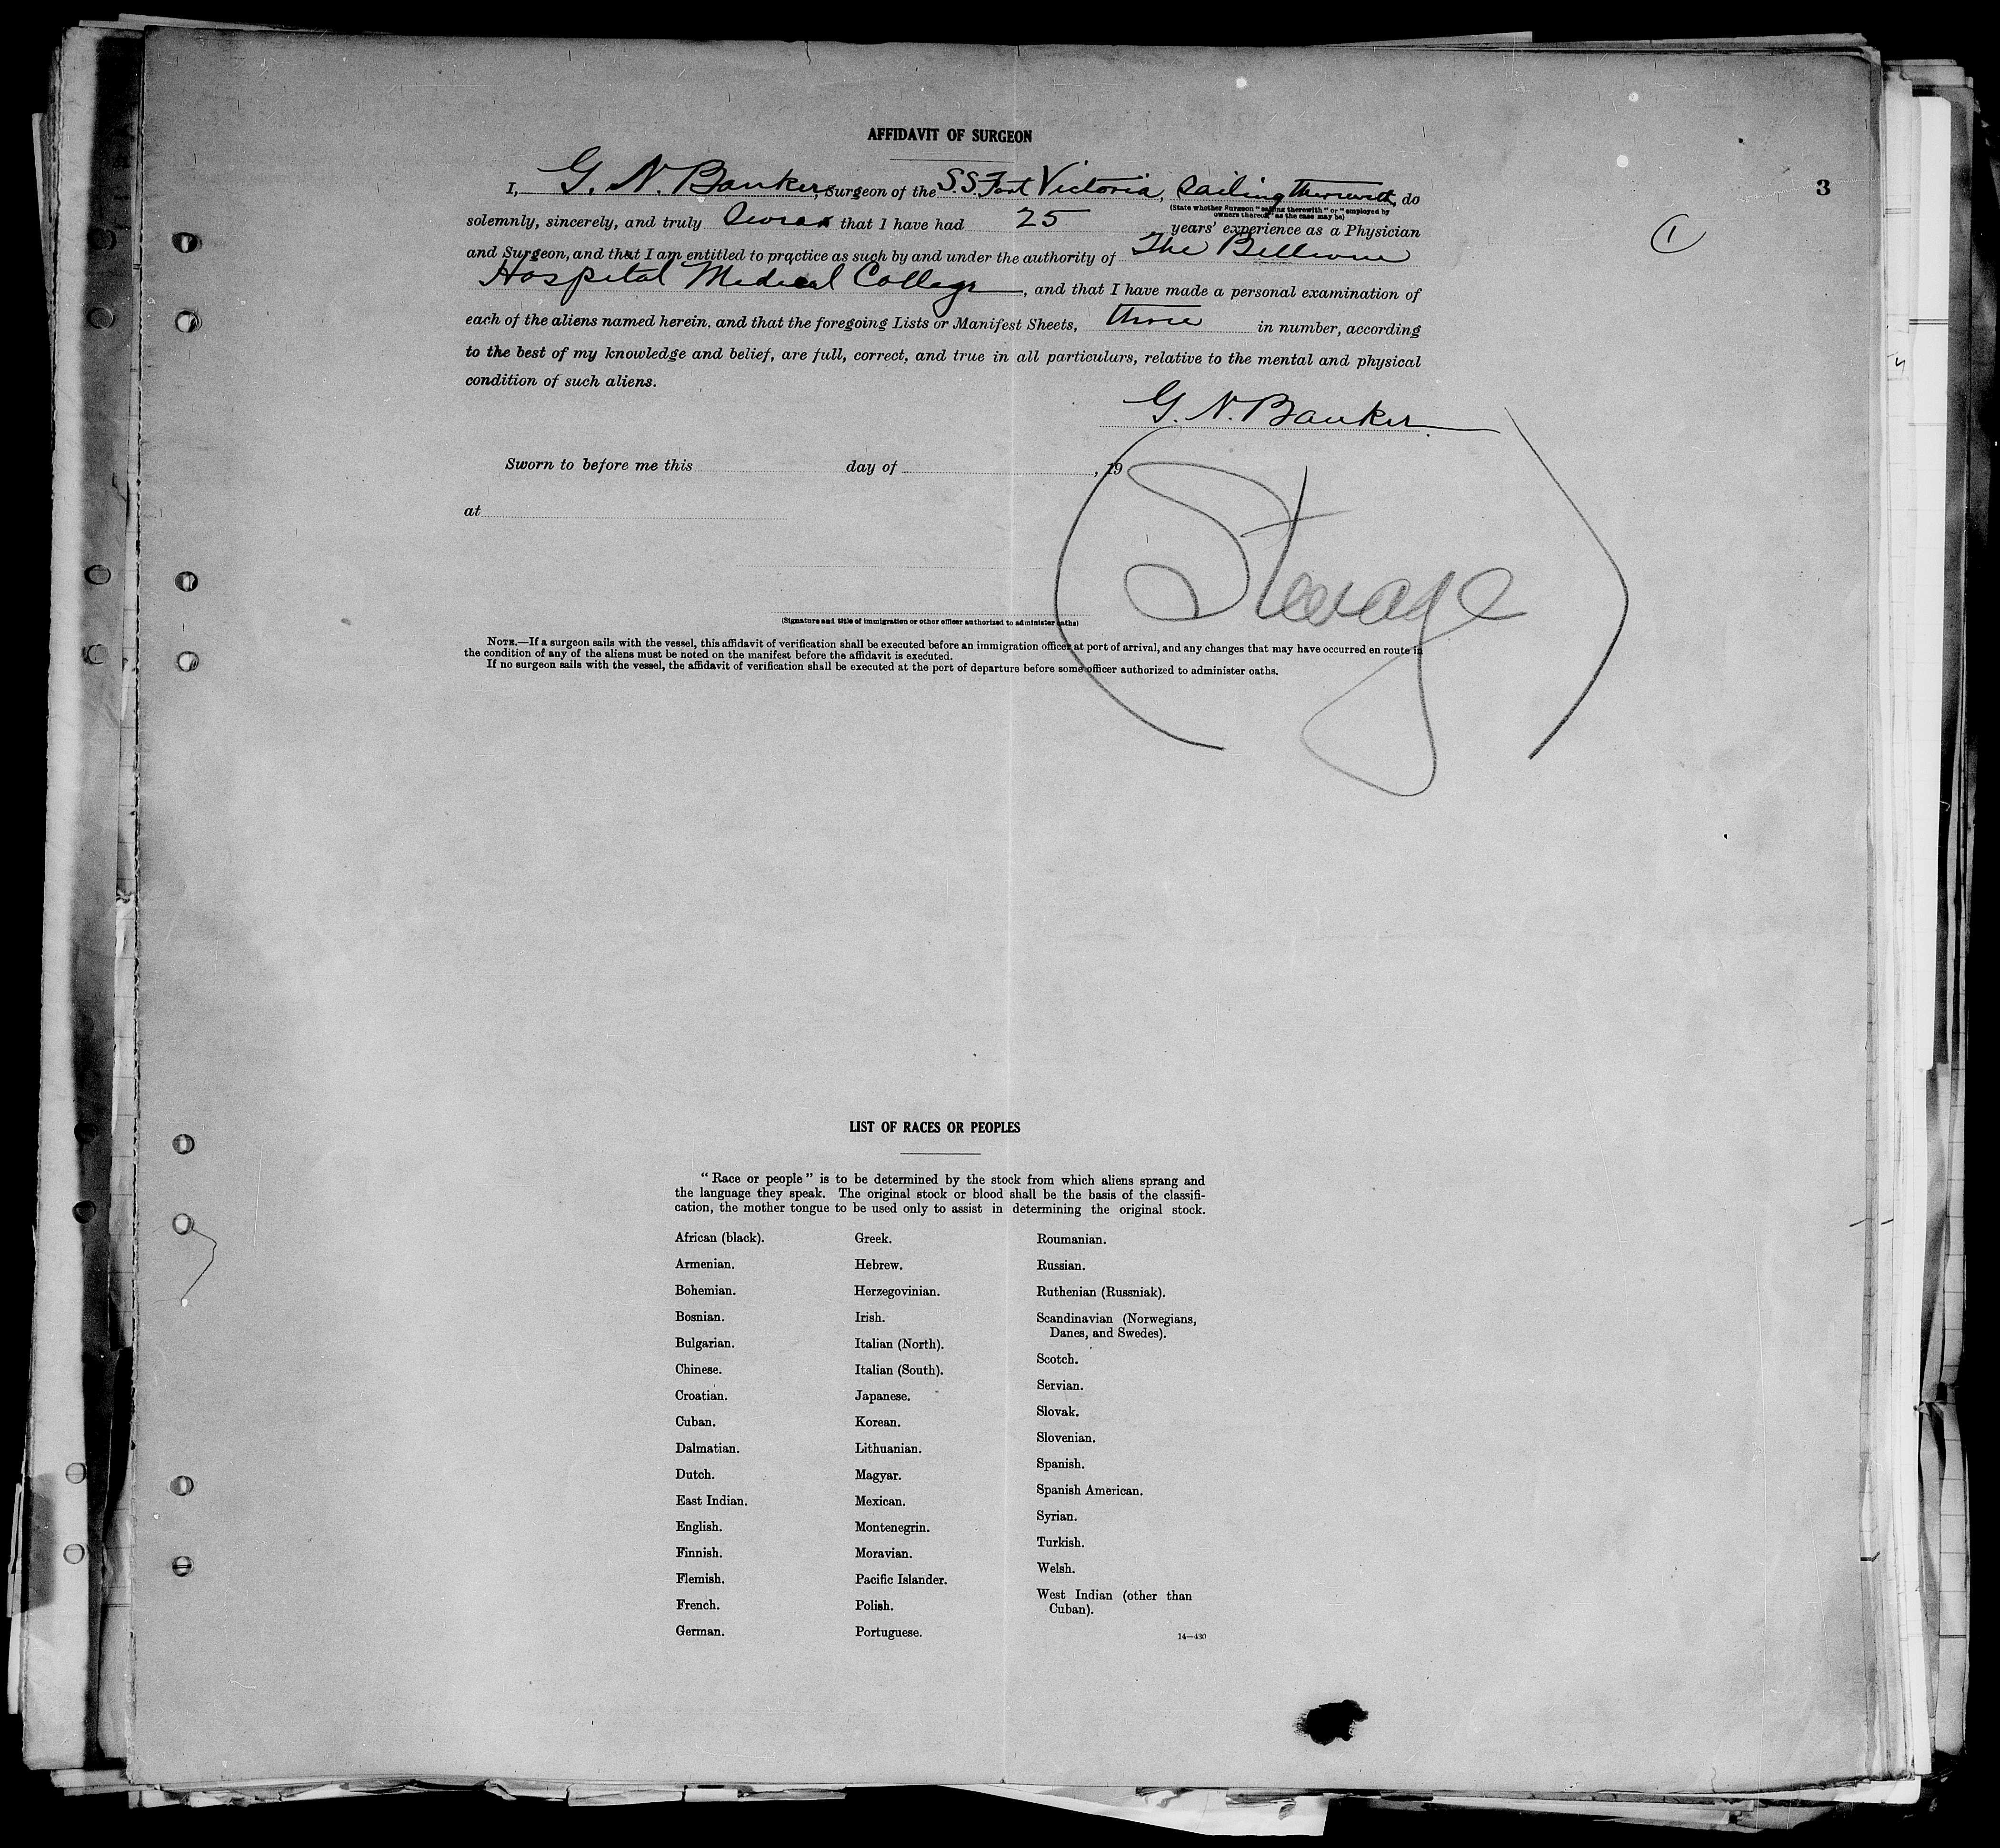 AFFIDAVIT OF SURGEON
3
I, G. N. Banker, Surgeon of the S.S. Fort Victoria, Sailing therewith, do
(State whether Surgeon "sailing therewith" or "employed by
owners thereof" as the case may be)
solemnly, sincerely, and truly Swear that I have had 25 years' experience as a Physician
1
and Surgeon, and that I am entitled to practice as such by and under the authority of The Bellevue
Hospital Medical College, and that I have made a personal examination of
each of the aliens named herein, and that the foregoing Lists or Manifest Sheets, three in number, according
to the best of my knowledge and belief, are full, correct, and true in all particulars, relative to the mental and physical
condition of such aliens.
G. N. Banker
Sworn to before me this day of , 19
Steerage
at
(Signature and title of immigration or other officer authorized to administer oaths)
NOTE.—If a surgeon sails with the vessel, this affidavit of verification shall be executed before an immigration officer at port of arrival, and any changes that may have occurred en route in
the condition of any of the aliens must be noted on the manifest before the affidavit is executed.
If no surgeon sails with the vessel, the affidavit of verification shall be executed at the port of departure before some officer authorized to administer oaths.
LIST OF RACES OR PEOPLES
"Race or people" is to be determined by the stock from which aliens sprang and
the language they speak. The original stock or blood shall be the basis of the classifi-
cation, the mother tongue to be used only to assist in determining the original stock.
African (black).
Armenian.
Bohemian.
Bosnian.
Bulgarian.
Chinese.
Croatian.
Cuban.
Dalmatian.
Dutch.
East Indian.
English.
Finnish.
Flemish.
French.
German.
Greek.
Hebrew.
Herzegovinian.
Irish.
Italian (North).
Italian (South).
Japanese.
Korean.
Lithuanian.
Magyar.
Mexican.
Montenegrin.
Moravian.
Pacific Islander.
Polish.
Portuguese.
Roumanian.
Russian.
Ruthenian (Russniak).
Scandinavian (Norwegians,
Danes, and Swedes).
Scotch.
Servian.
Slovak.
Slovenian.
Spanish.
Spanish American.
Syrian.
Turkish.
Welsh.
West Indian (other than
Cuban).
14—430